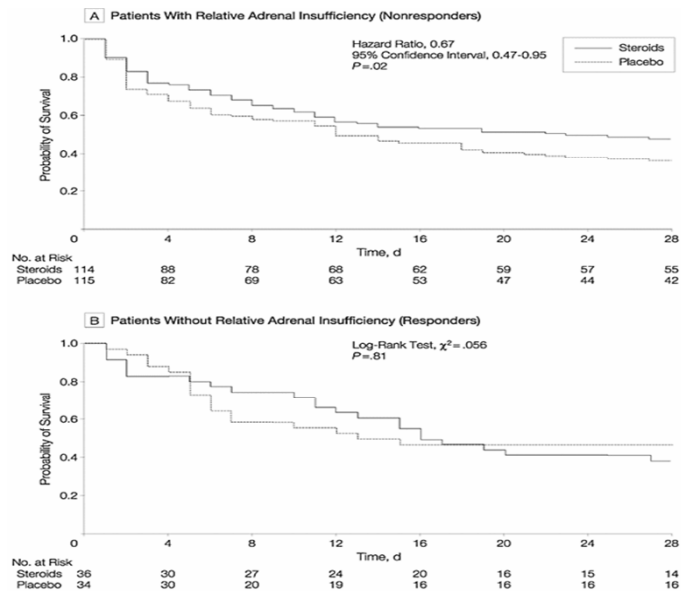 A Patients With Relative Adrenal Insufficiency (Nonresponders)
Hazard Ratio, 0.67
95% Confidence Interval, 0.47-0.95
P=.02
Steroids
Placebo
Probability of Survival
1.0
0.8
0.6
0.4
0.2
0 4 8 12 16 20 24 28
Time, d
No. at Risk
Steroids 114 88 78 68 62 59 57 55
Placebo 115 82 69 63 53 47 44 42
B Patients Without Relative Adrenal Insufficiency (Responders)
Log-Rank Test, χ²=.056
P=.81
Probability of Survival
1.0
0.8
0.6
0.4
0.2
0 4 8 12 16 20 24 28
Time, d
No. at Risk
Steroids 36 30 27 24 20 16 15 14
Placebo 34 30 20 19 16 16 16 16